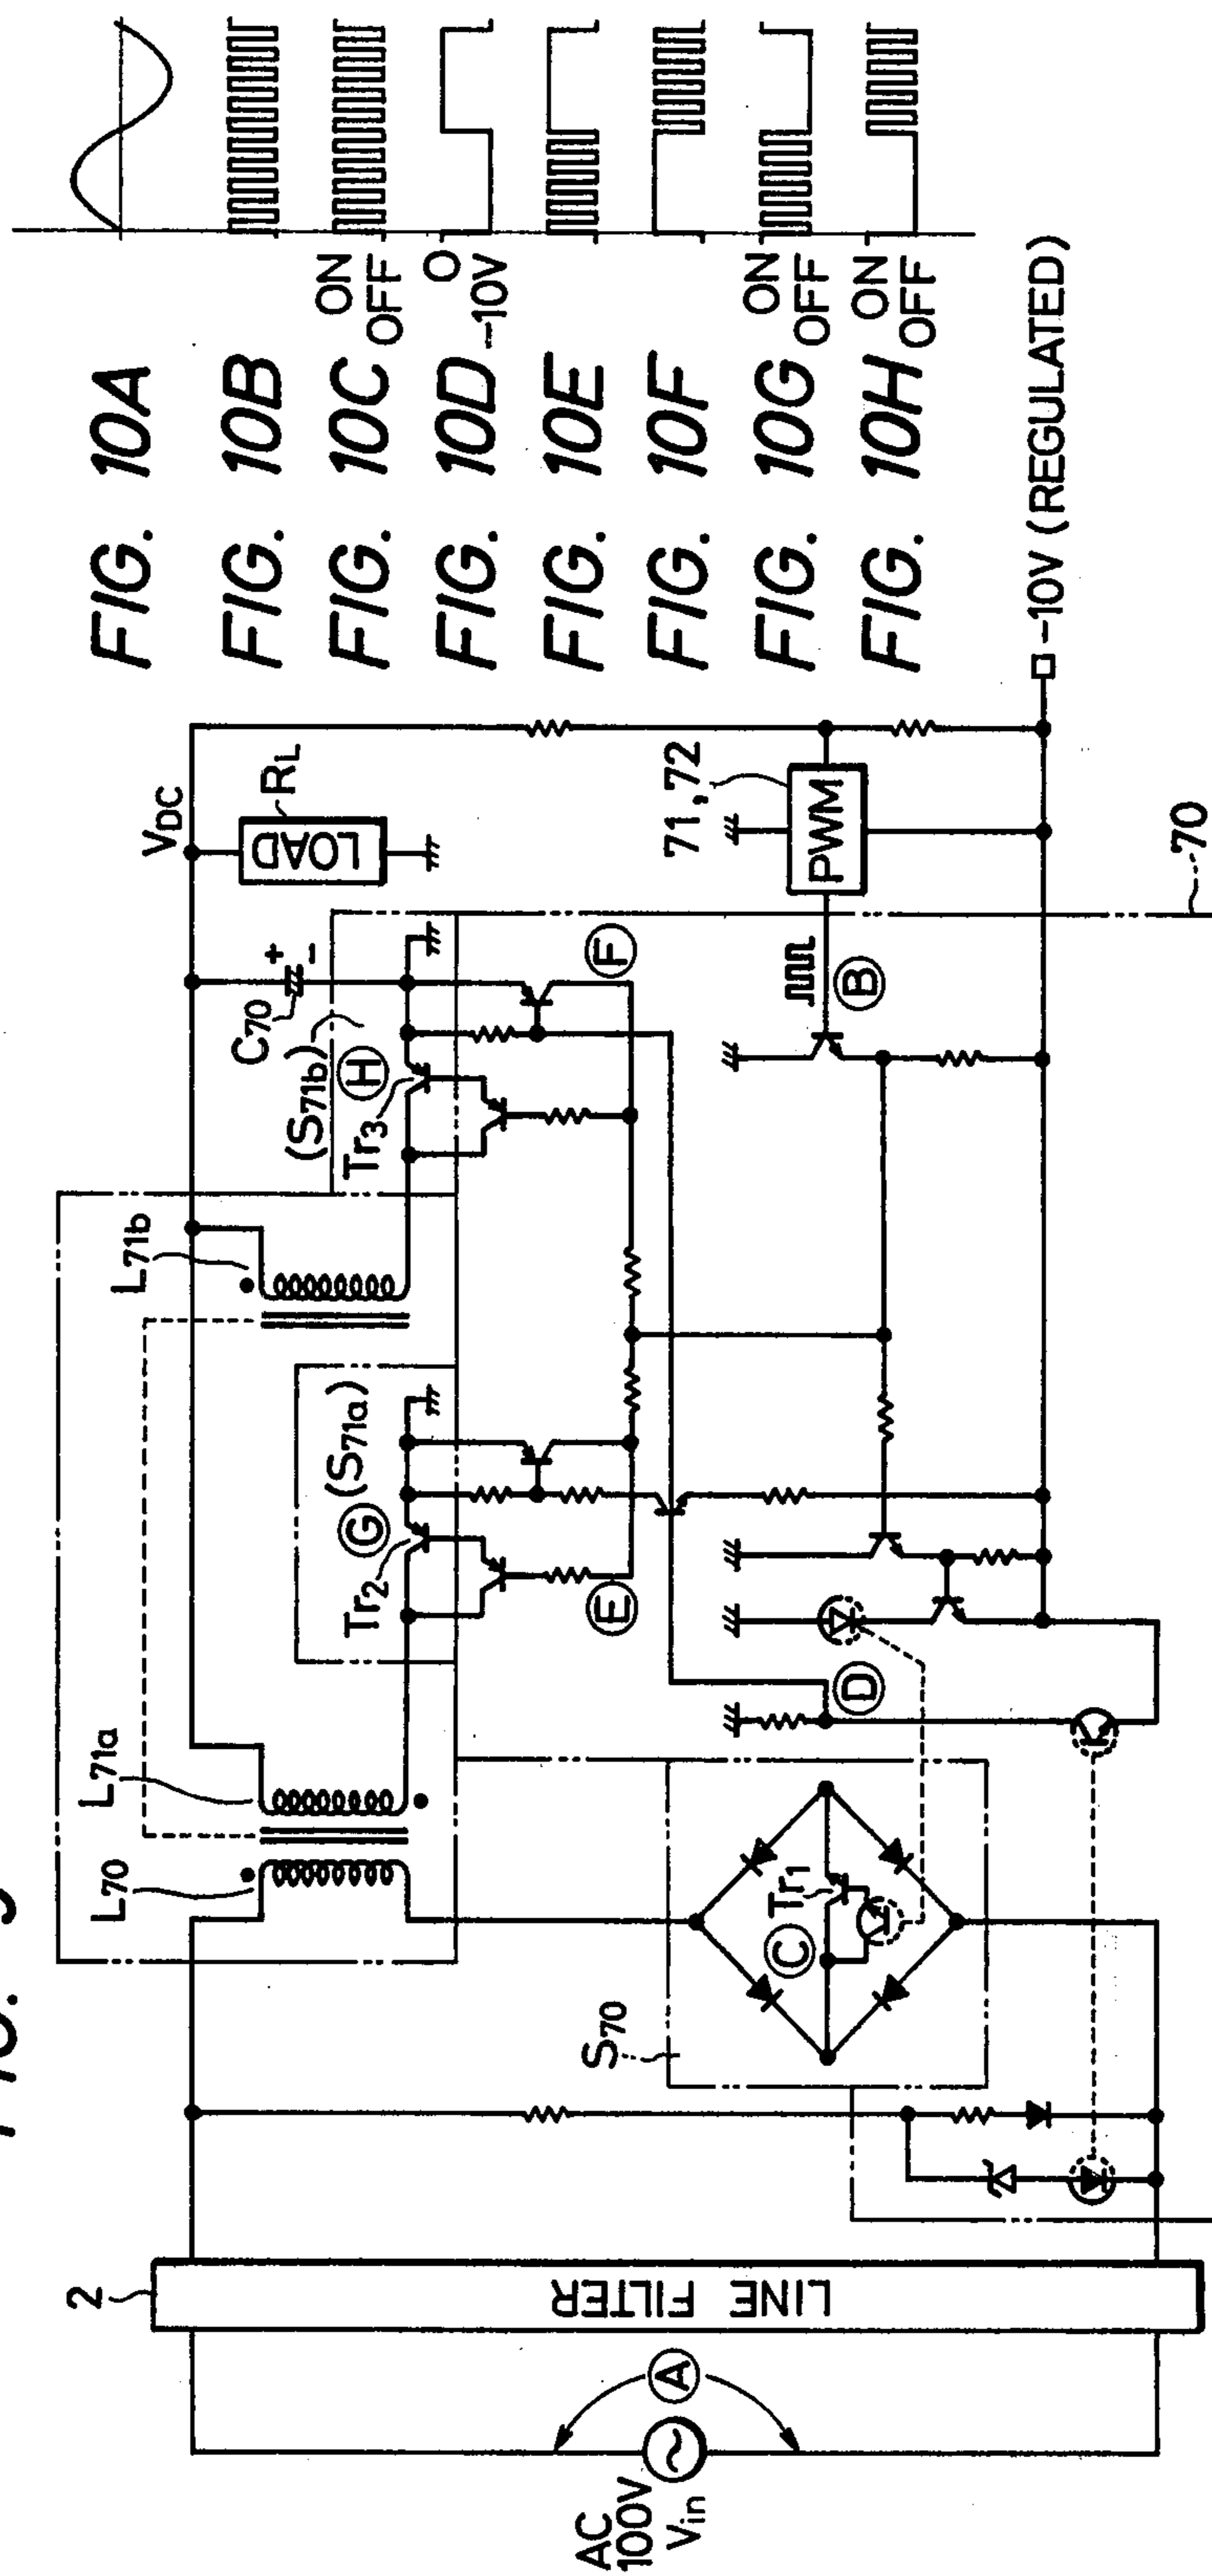 FIG. 9
AC
100V
Vin
A
2
LINE FILTER
L70
L71a
L71b
S70
C
Tr1
Tr2
G
(S71a)
E
D
Tr3
H
(S71b)
C70
+
-
F
B
VDC
RL
LOAD
71,72
PWM
70
-10V (REGULATED)
FIG. 10A
FIG. 10B
FIG. 10C
ON
OFF
FIG. 10D
0
-10V
FIG. 10E
FIG. 10F
FIG. 10G
ON
OFF
FIG. 10H
ON
OFF